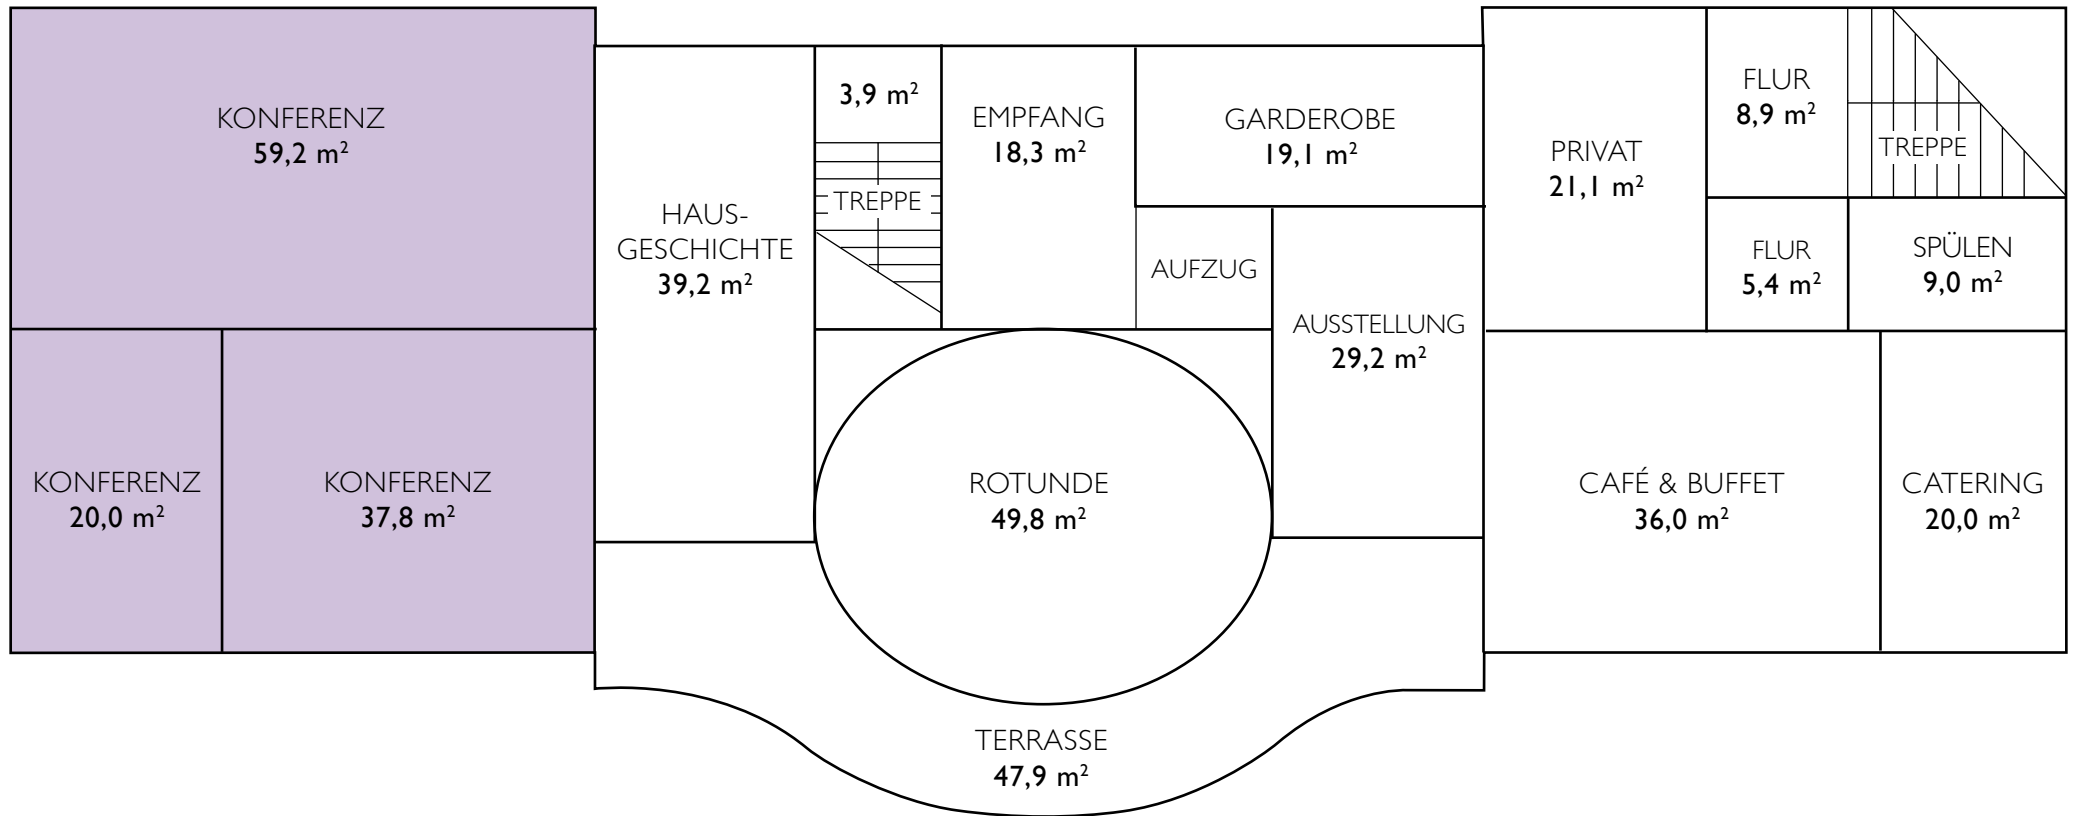 KONFERENZ
59,2 m²
KONFERENZ
20,0 m²
KONFERENZ
37,8 m²
HAUS-
GESCHICHTE
39,2 m²
3,9 m²
TREPPE
EMPFANG
18,3 m²
GARDEROBE
19,1 m²
AUFZUG
AUSSTELLUNG
29,2 m²
ROTUNDE
49,8 m²
TERRASSE
47,9 m²
PRIVAT
21,1 m²
FLUR
8,9 m²
TREPPE
FLUR
5,4 m²
SPÜLEN
9,0 m²
CAFÉ & BUFFET
36,0 m²
CATERING
20,0 m²